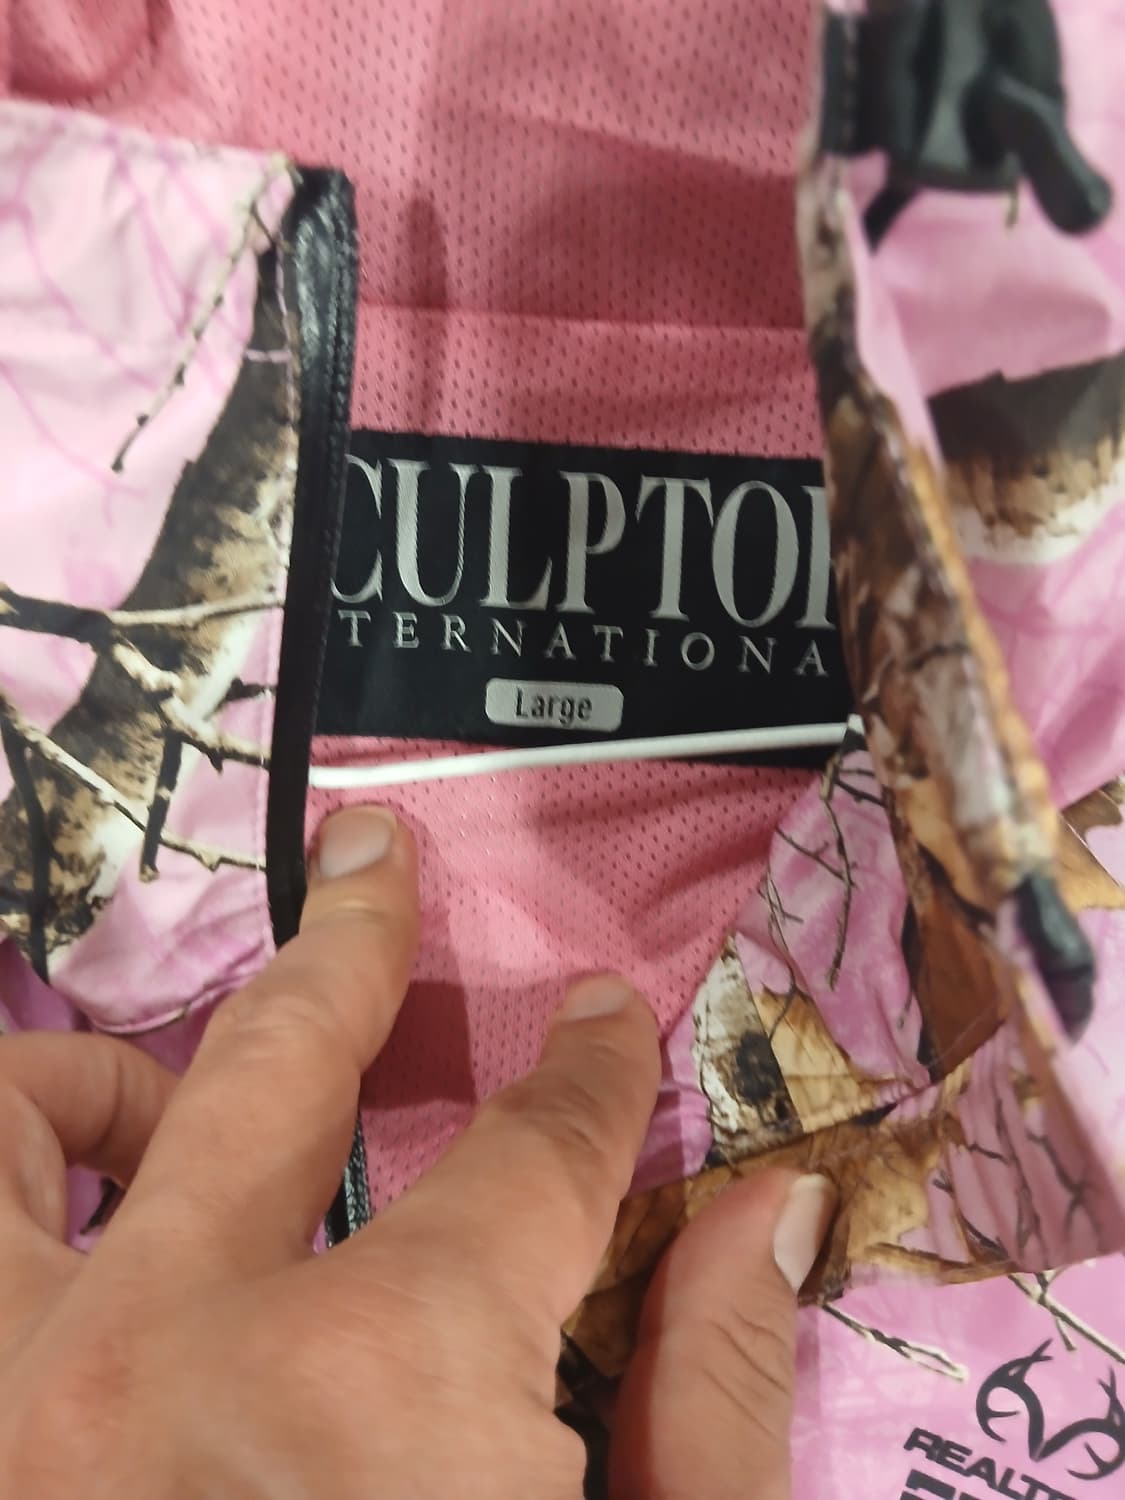 CULPTO
TERNATIONA
Large
REALT